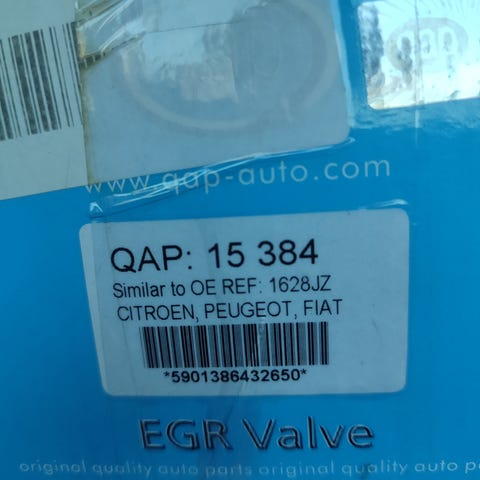 qap
www.qap-auto.com
QAP: 15 384
Similar to OE REF: 1628JZ
CITROEN, PEUGEOT, FIAT
*5901386432650*
EGR Valve
original quality auto parts original quality auto p